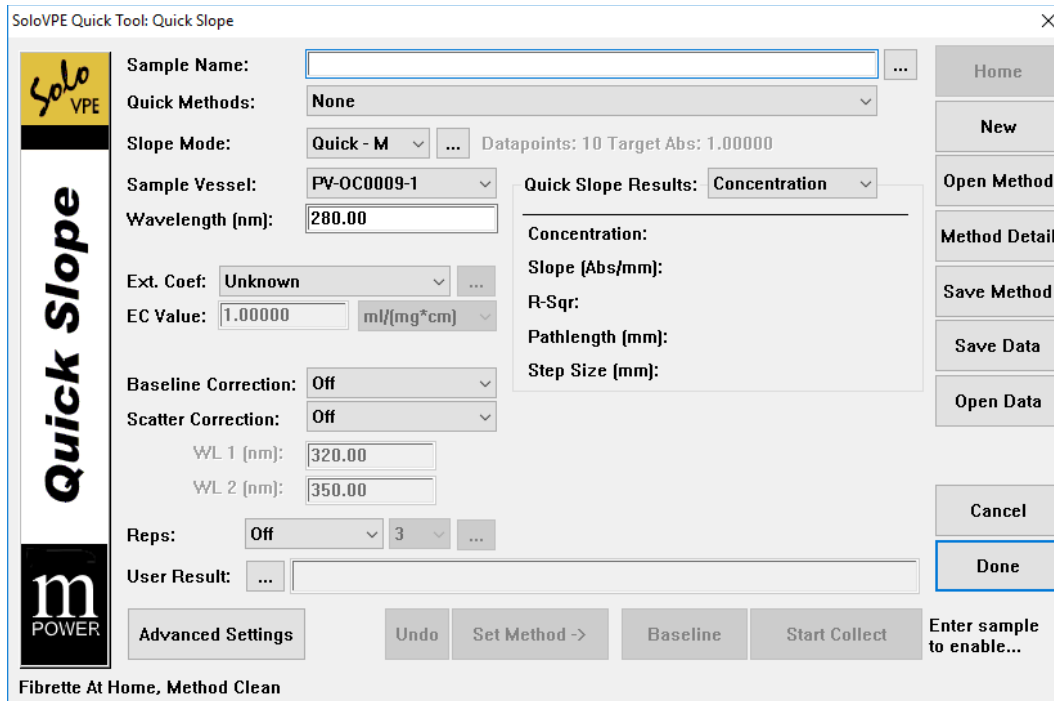 SoloVPE Quick Tool: Quick Slope
Solo
VPE
Quick Slope
m
POWER
Sample Name: ...
Quick Methods: None
Slope Mode: Quick - M ... Datapoints: 10 Target Abs: 1.00000
Sample Vessel: PV-OC0009-1
Wavelength (nm): 280.00
Ext. Coef: Unknown ...
EC Value: 1.00000 ml/(mg*cm)
Baseline Correction: Off
Scatter Correction: Off
WL 1 (nm): 320.00
WL 2 (nm): 350.00
Reps: Off 3 ...
User Result: ...
Quick Slope Results: Concentration
Concentration:
Slope (Abs/mm):
R-Sqr:
Pathlength (mm):
Step Size (mm):
Home
New
Open Method
Method Detail
Save Method
Save Data
Open Data
Cancel
Done
Advanced Settings Undo Set Method -> Baseline Start Collect
Enter sample
to enable...
Fibrette At Home, Method Clean